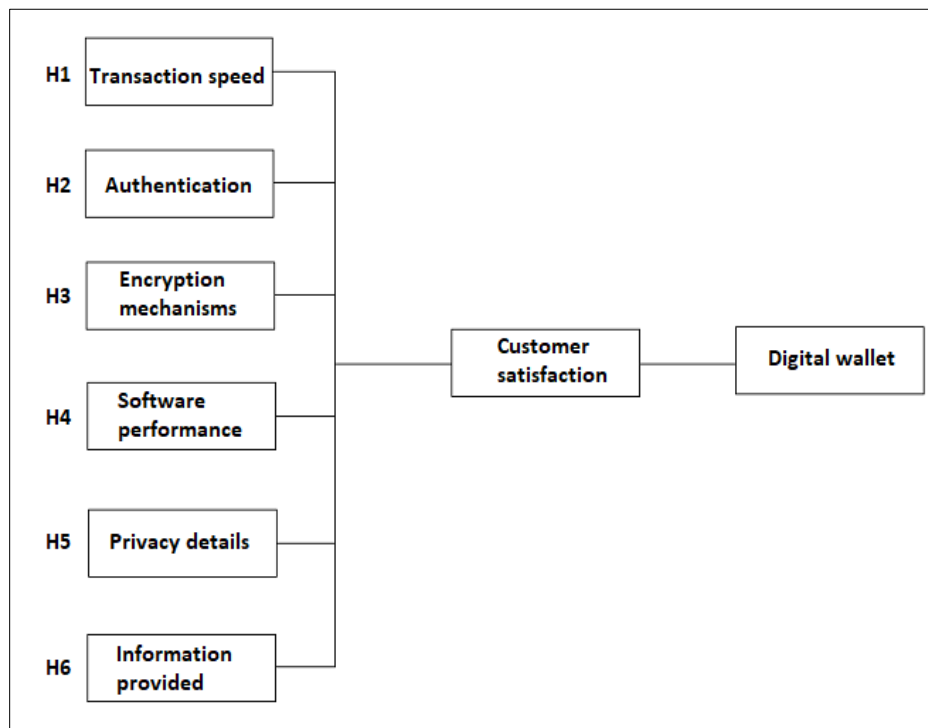 H1
Transaction speed
H2
Authentication
H3
Encryption
mechanisms
H4
Software
performance
H5
Privacy details
H6
Information
provided
Customer
satisfaction
Digital wallet